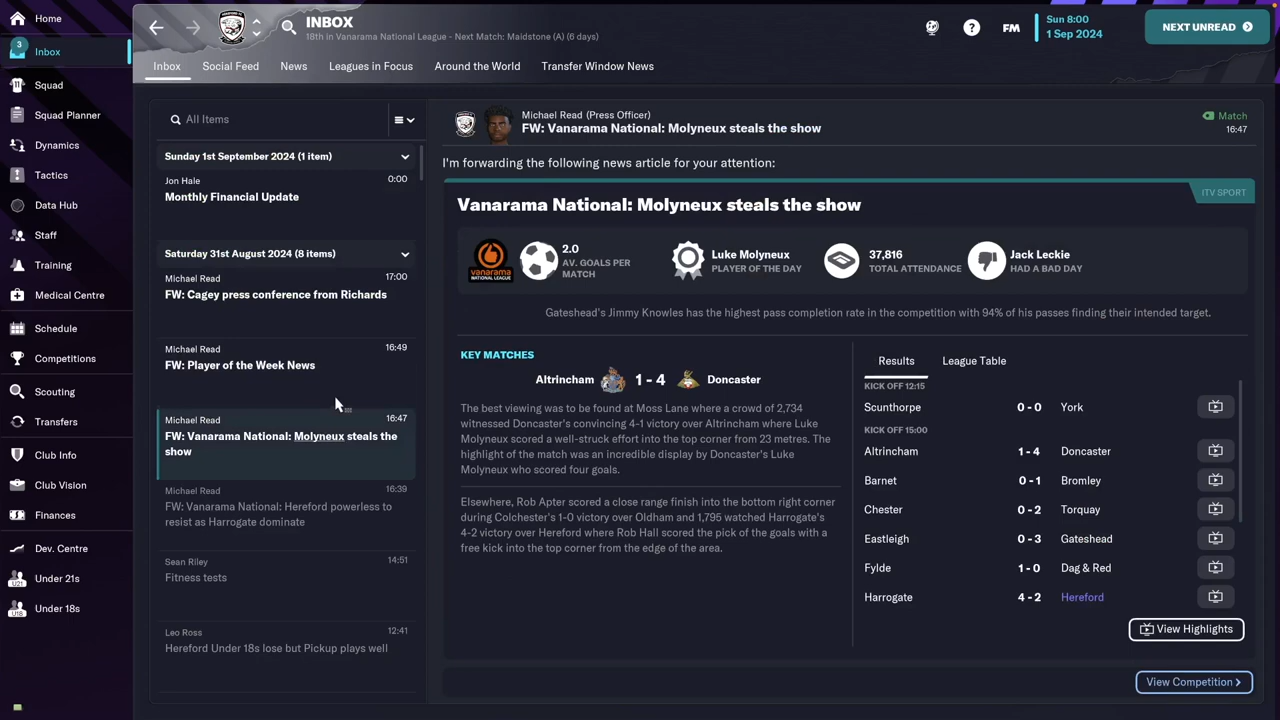 Home
3
Inbox
Squad
Squad Planner
Dynamics
Tactics
Data Hub
Staff
Training
Medical Centre
Schedule
Competitions
Scouting
Transfers
Club Info
Club Vision
Finances
Dev. Centre
U21
Under 21s
U18
Under 18s
INBOX
18th in Vanarama National League - Next Match: Maidstone (A) (6 days)
FM
Sun 8:00
1 Sep 2024
NEXT UNREAD
Inbox
Social Feed
News
Leagues in Focus
Around the World
Transfer Window News
All Items
Sunday 1st September 2024 (1 item)
Jon Hale
0:00
Monthly Financial Update
Saturday 31st August 2024 (8 items)
Michael Read
17:00
FW: Cagey press conference from Richards
Michael Read
16:49
FW: Player of the Week News
Michael Read
16:47
FW: Vanarama National: Molyneux steals the
show
Michael Read
16:39
FW: Vanarama National: Hereford powerless to
resist as Harrogate dominate
Sean Riley
14:51
Fitness tests
Leo Ross
12:41
Hereford Under 18s lose but Pickup plays well
Michael Read (Press Officer)
FW: Vanarama National: Molyneux steals the show
Match
16:47
I'm forwarding the following news article for your attention:
ITV SPORT
Vanarama National: Molyneux steals the show
vanarama
NATIONAL LEAGUE
2.0
AV. GOALS PER
MATCH
Luke Molyneux
PLAYER OF THE DAY
37,816
TOTAL ATTENDANCE
Jack Leckie
HAD A BAD DAY
Gateshead's Jimmy Knowles has the highest pass completion rate in the competition with 94% of his passes finding their intended target.
KEY MATCHES
Altrincham 1 - 4 Doncaster
The best viewing was to be found at Moss Lane where a crowd of 2,734
witnessed Doncaster's convincing 4-1 victory over Altrincham where Luke
Molyneux scored a well-struck effort into the top corner from 23 metres. The
highlight of the match was an incredible display by Doncaster's Luke
Molyneux who scored four goals.
Elsewhere, Rob Apter scored a close range finish into the bottom right corner
during Colchester's 1-0 victory over Oldham and 1,795 watched Harrogate's
4-2 victory over Hereford where Rob Hall scored the pick of the goals with a
free kick into the top corner from the edge of the area.
Results
League Table
KICK OFF 12:15
Scunthorpe 0 - 0 York
KICK OFF 15:00
Altrincham 1 - 4 Doncaster
Barnet 0 - 1 Bromley
Chester 0 - 2 Torquay
Eastleigh 0 - 3 Gateshead
Fylde 1 - 0 Dag & Red
Harrogate 4 - 2 Hereford
View Highlights
View Competition